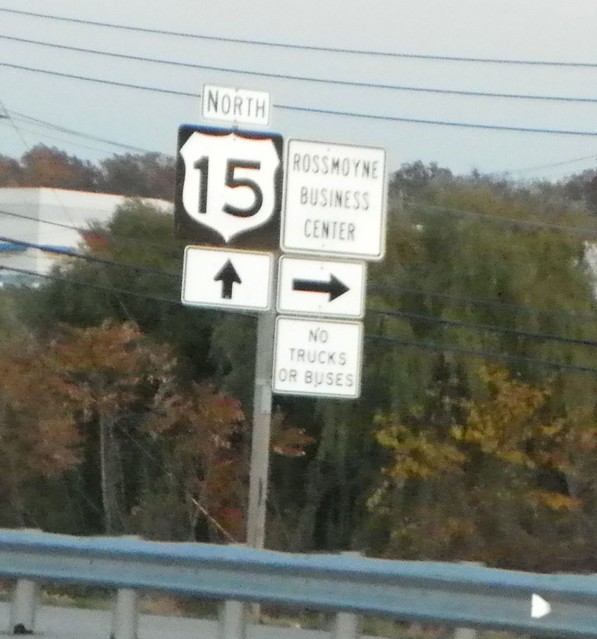 NORTH
15
ROSSMOYNE
BUSINESS
CENTER
NO
TRUCKS
OR BUSES